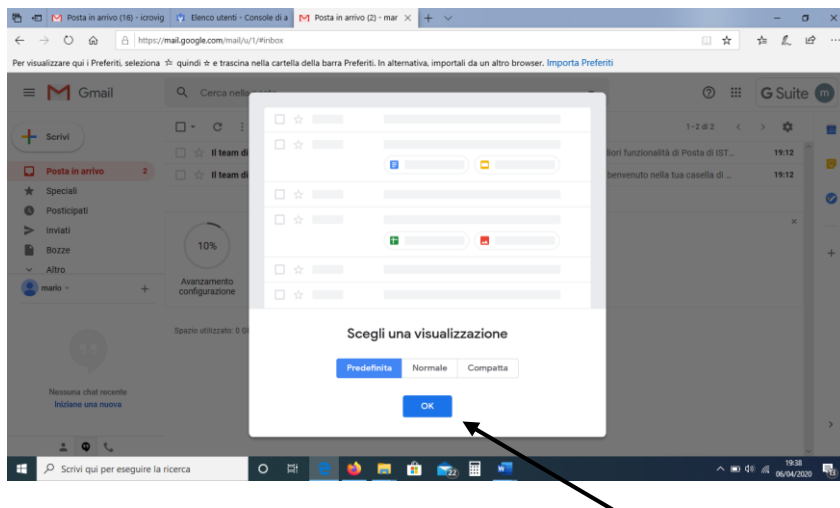 Posta in arrivo (16) - icrovig
Elenco utenti - Console di a
Posta in arrivo (2) - mar
https://mail.google.com/mail/u/1/#inbox
Per visualizzare qui i Preferiti, seleziona quindi e trascina nella cartella della barra Preferiti. In alternativa, importali da un altro browser. Importa Preferiti
Gmail
Cerca nella
G Suite m
Scrivi
1-2 di 2
Il team di
liori funzionalità di Posta di IST... 19:12
Posta in arrivo 2
Il team di
benvenuto nella tua casella di ... 19:12
Speciali
Posticipati
Inviati
Bozze
Altro
10%
Avanzamento
configurazione
mario
Spazio utilizzato: 0
Scegli una visualizzazione
Predefinita Normale Compatta
OK
Nessuna chat recente
Iniziane una nuova
Scrivi qui per eseguire la ricerca
22
19:38
06/04/2020